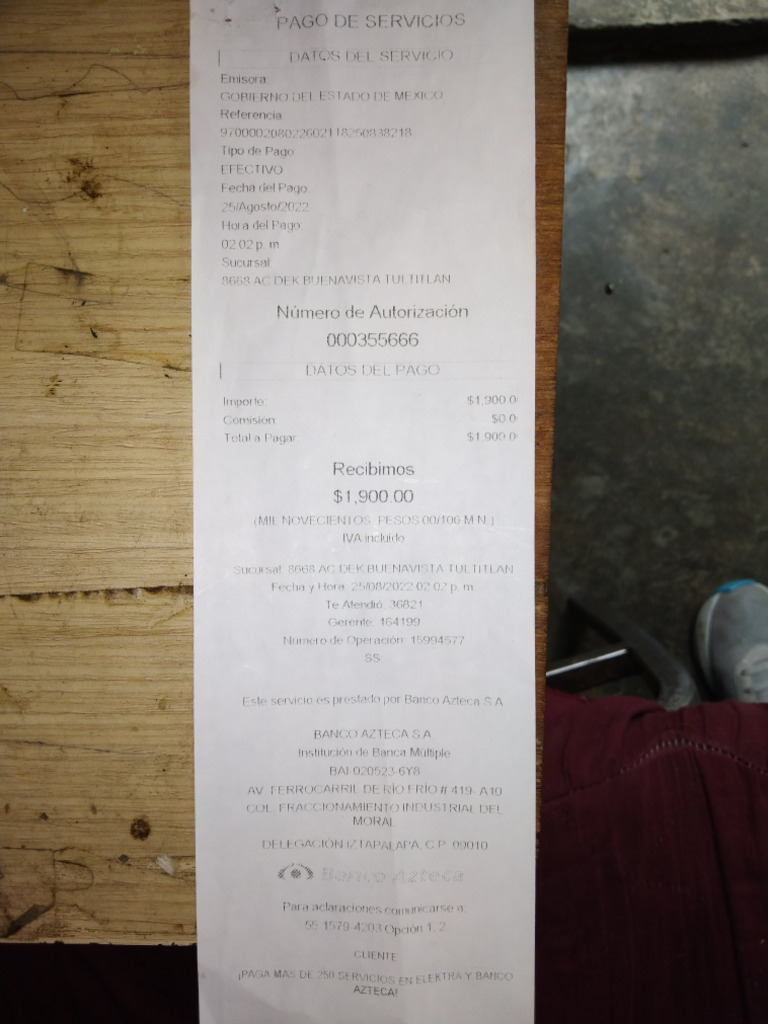 PAGO DE SERVICIOS
DATOS DEL SERVICIO
Emisora:
GOBIERNO DEL ESTADO DE MEXICO
Referencia
970000208022602118250838218
Tipo de Pago:
EFECTIVO
Fecha del Pago:
25/Agosto/2022
Hora del Pago:
02:02 p. m.
Sucursal:
8668 AC DEK BUENAVISTA TULTITLAN
Número de Autorización
000355666
DATOS DEL PAGO
Importe: $1,900.0
Comisión: $0.0
Total a Pagar: $1,900.0
Recibimos
$1,900.00
(MIL NOVECIENTOS PESOS 00/100 M.N.)
IVA incluido
Sucursal: 8668 AC DEK BUENAVISTA TULTITLAN
Fecha y Hora: 25/08/2022 02:02 p. m.
Te Atendió: 36821
Gerente: 164199
Numero de Operación: 15994577
SS:
Este servicio es prestado por Banco Azteca S.A.
BANCO AZTECA S.A.
Institución de Banca Múltiple
BAI-020523-6Y8
AV. FERROCARRIL DE RÍO FRÍO # 419- A10
COL. FRACCIONAMIENTO INDUSTRIAL DEL
MORAL
DELEGACIÓN IZTAPALAPA, C.P. 09010
Banco Azteca
Para aclaraciones comunicarse a:
55 1579 4203 Opción 1, 2
CLIENTE
¡PAGA MAS DE 250 SERVICIOS EN ELEKTRA Y BANCO
AZTECA!